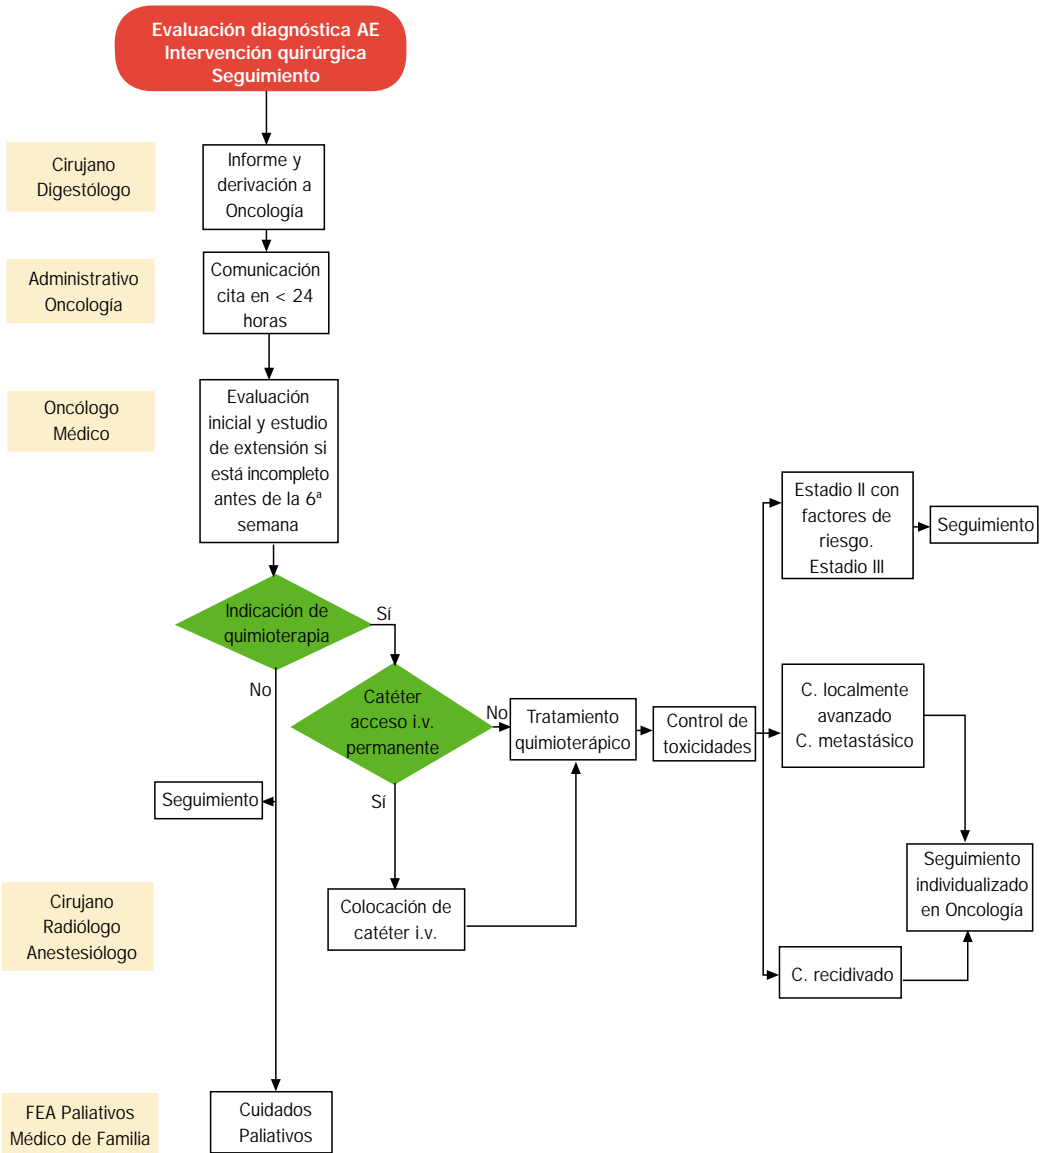 Evaluación diagnóstica AE
Intervención quirúrgica
Seguimiento
Cirujano
Digestólogo
Informe y
derivación a
Oncología
Administrativo
Oncología
Comunicación
cita en < 24
horas
Oncólogo
Médico
Evaluación
inicial y estudio
de extensión si
está incompleto
antes de la 6ª
semana
Indicación de
quimioterapia
Sí
No
Catéter
acceso i.v.
permanente
No
Sí
Tratamiento
quimioterápico
Control de
toxicidades
Estadio II con
factores de
riesgo.
Estadio III
Seguimiento
C. localmente
avanzado
C. metastásico
Seguimiento
Seguimiento
individualizado
en Oncología
Cirujano
Radiólogo
Anestesiólogo
Colocación de
catéter i.v.
C. recidivado
FEA Paliativos
Médico de Familia
Cuidados
Paliativos